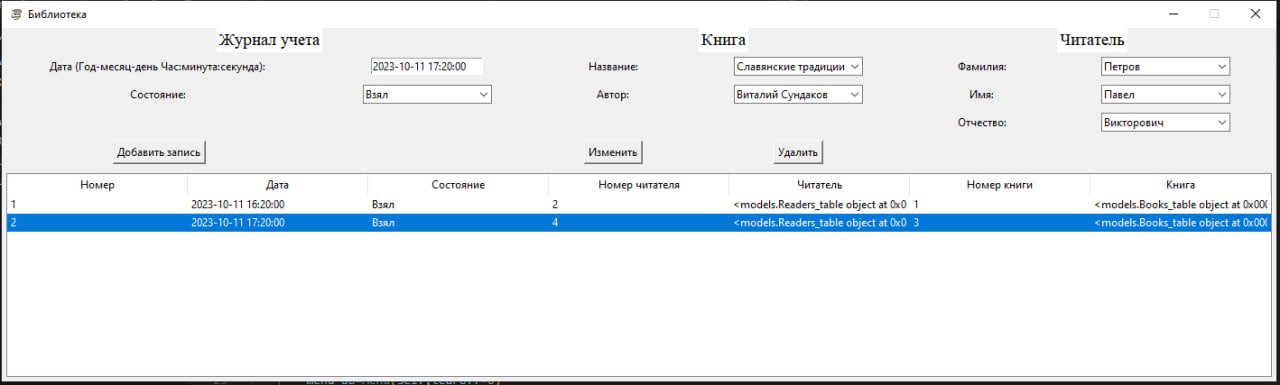 Библиотека
Журнал учета Книга Читатель
Дата (Год-месяц-день Час:минута:секунда): 2023-10-11 17:20:00 Название: Славянские традиции Фамилия: Петров
Состояние: Взял Автор: Виталий Сундаков Имя: Павел
Отчество: Викторович
Добавить запись Изменить Удалить
Номер Дата Состояние Номер читателя Читатель Номер книги Книга
1 2023-10-11 16:20:00 Взял 2 <models.Readers_table object at 0x0 1 <models.Books_table object at 0x00(
2 2023-10-11 17:20:00 Взял 4 <models.Readers_table object at 0x0 3 <models.Books_table object at 0x00(